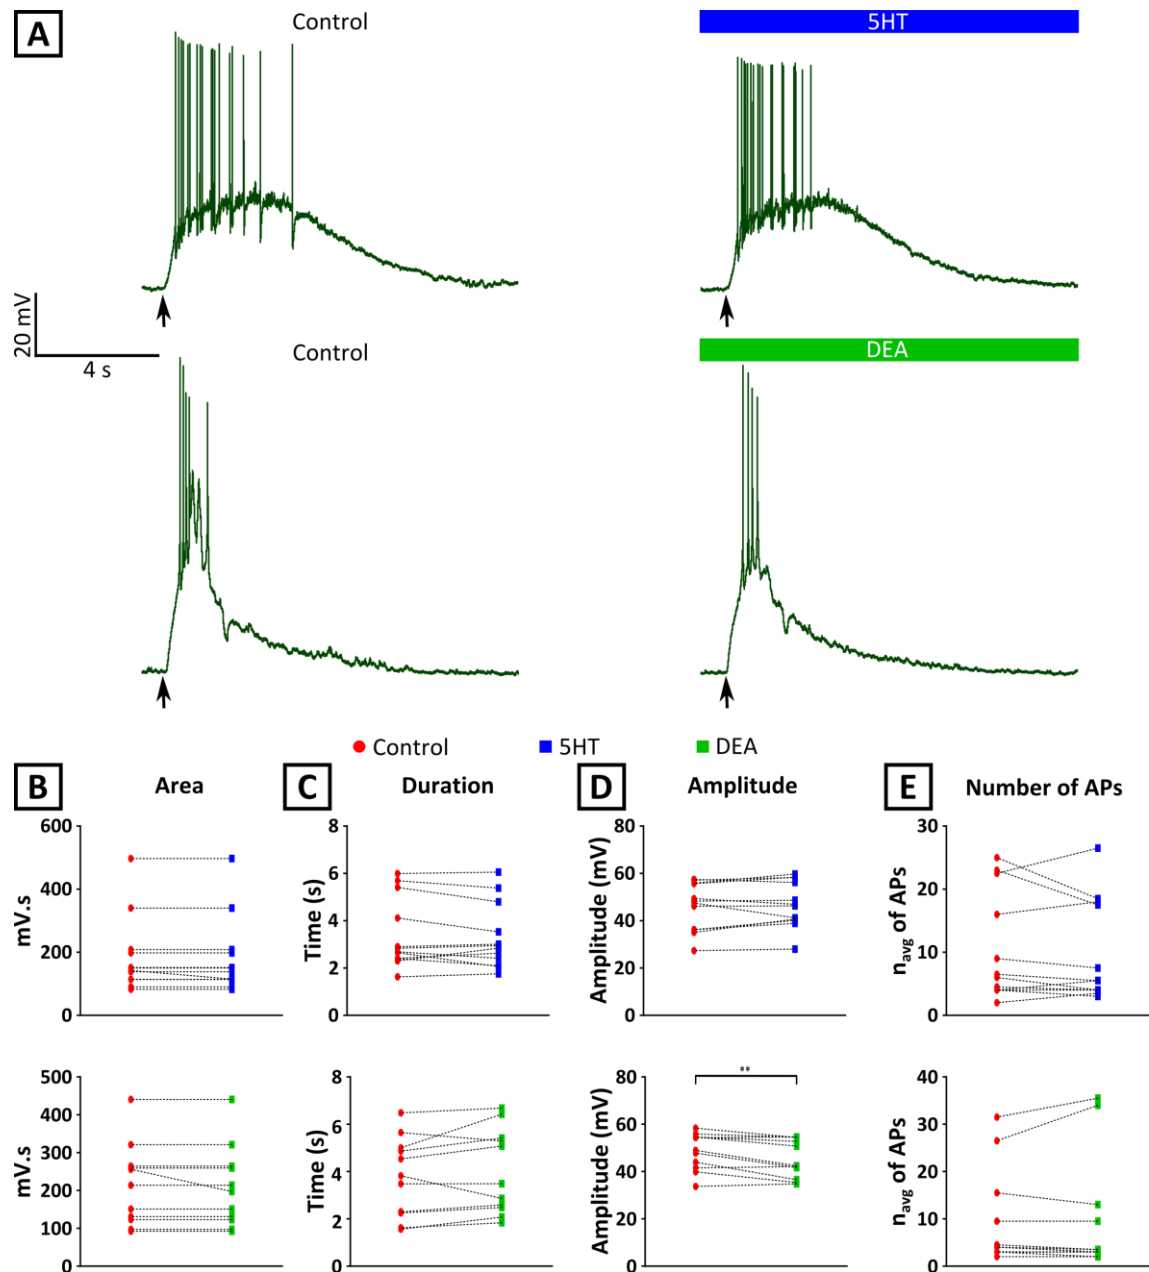 A
Control
5HT
20 mV
4 s
Control
DEA
Control
5HT
DEA
B
Area
C
Duration
D
Amplitude
E
Number of APs
600
400
200
0
mV.s
8
6
4
2
0
Time (s)
80
60
40
20
0
Amplitude (mV)
30
20
10
0
navg of APs
500
400
300
200
100
0
mV.s
8
6
4
2
0
Time (s)
**
80
60
40
20
0
Amplitude (mV)
40
30
20
10
0
navg of APs